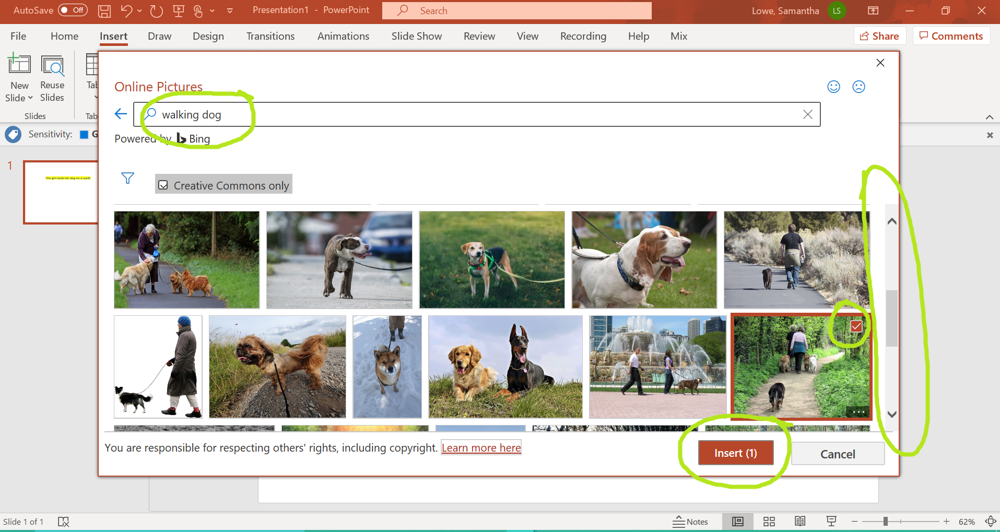 AutoSave Off Presentation1 - PowerPoint Search Lowe, Samantha LS
File Home Insert Draw Design Transitions Animations Slide Show Review View Recording Help Mix Share Comments
New Slide
Reuse Slides
Tab
Slides
Tab
Sensitivity: G
1
The girl took her dog on a walk.
Online Pictures
walking dog
Powered by Bing
Creative Commons only
You are responsible for respecting others' rights, including copyright. Learn more here
Insert (1) Cancel
Slide 1 of 1 Notes 62%